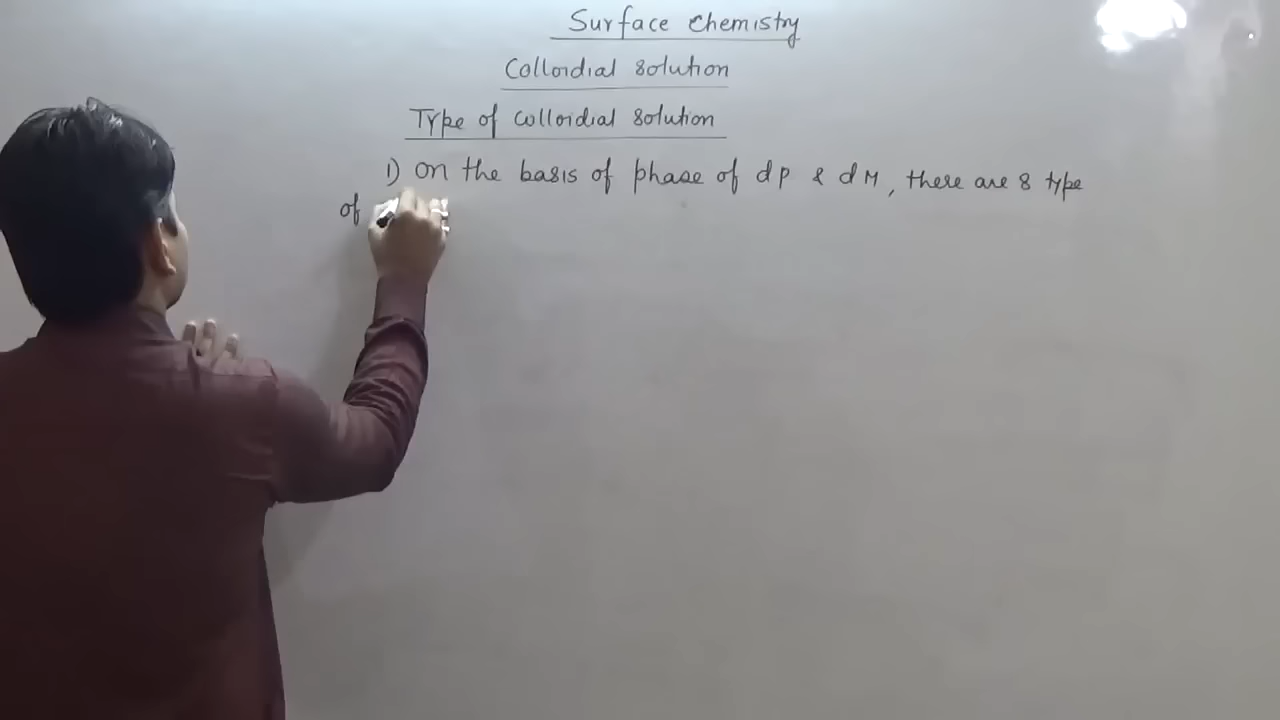 Surface Chemistry
Colloidial solution
Type of colloidial solution
1) on the basis of phase of dp & dM, there are 8 type
of